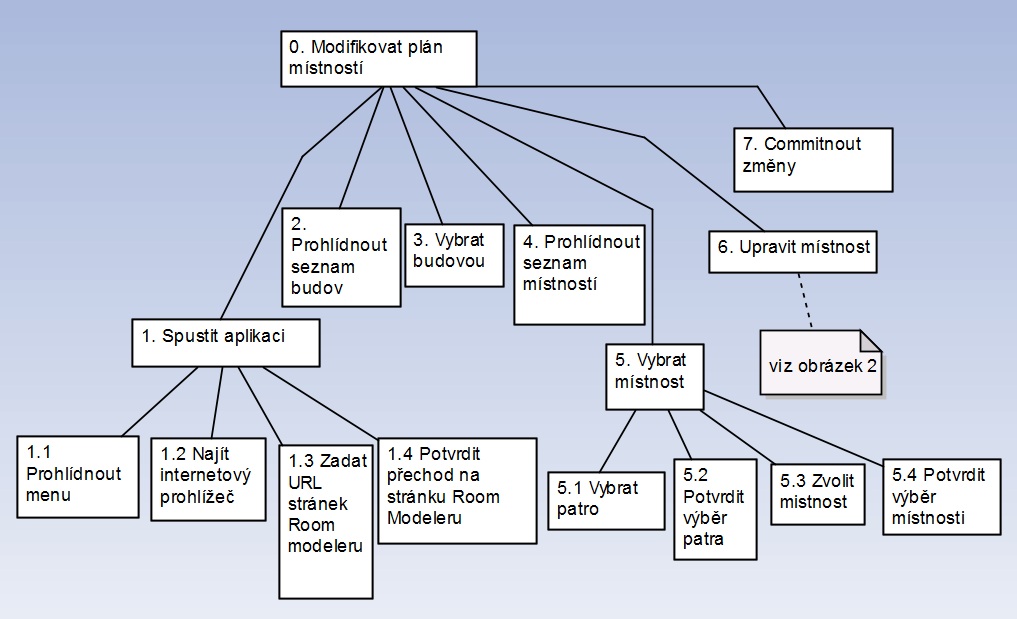 0. Modifikovat plán
místností
7. Commitnout
změny
2.
Prohlídnout
seznam
budov
3. Vybrat
budovou
4. Prohlídnout
seznam
místností
6. Upravit místnost
1. Spustit aplikaci
5. Vybrat
místnost
viz obrázek 2
1.1
Prohlídnout
menu
1.2 Najít
internetový
prohlížeč
1.3 Zadat
URL
stránek
Room
modeleru
1.4 Potvrdit
přechod na
stránku Room
Modeleru
5.1 Vybrat
patro
5.2
Potvrdit
výběr
patra
5.3 Zvolit
mistnost
5.4 Potvrdit
výběr
místnosti